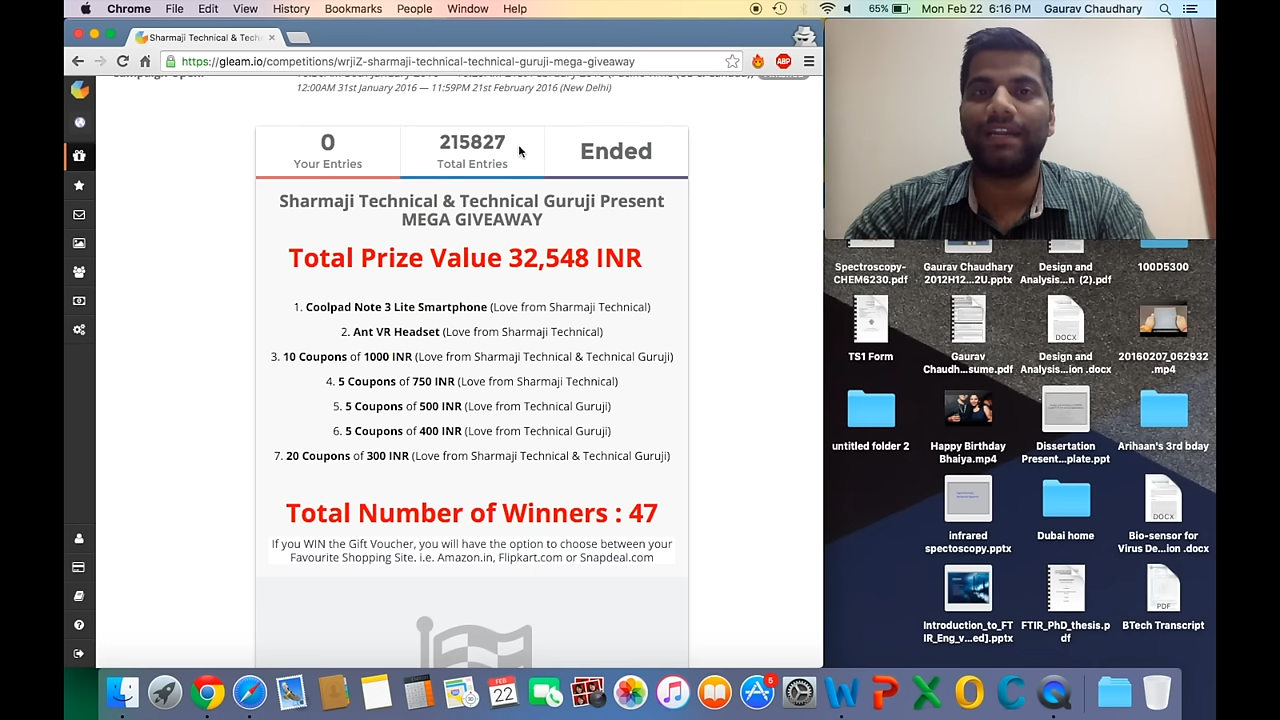 Chrome File Edit View History Bookmarks People Window Help
65% Mon Feb 22 6:16 PM Gaurav Chaudhary
Sharmaji Technical & Tech
https://gleam.io/competitions/wrjiZ-sharmaji-technical-technical-guruji-mega-giveaway
ABP
12:00AM 31st January 2016 — 11:59PM 21st February 2016 (New Delhi)
0
Your Entries
215827
Total Entries
Ended
Sharmaji Technical & Technical Guruji Present
MEGA GIVEAWAY
Total Prize Value 32,548 INR
1. Coolpad Note 3 Lite Smartphone (Love from Sharmaji Technical)
2. Ant VR Headset (Love from Sharmaji Technical)
3. 10 Coupons of 1000 INR (Love from Sharmaji Technical & Technical Guruji)
4. 5 Coupons of 750 INR (Love from Sharmaji Technical)
5. 5 Coupons of 500 INR (Love from Technical Guruji)
6. 5 Coupons of 400 INR (Love from Technical Guruji)
7. 20 Coupons of 300 INR (Love from Sharmaji Technical & Technical Guruji)
Total Number of Winners : 47
If you WIN the Gift Voucher, you will have the option to choose between your
Favourite Shopping Site. i.e. Amazon.in, Flipkart.com or Snapdeal.com
Spectroscopy-
CHEM6230.pdf
Gaurav Chaudhary
2012H12...2U.pptx
Design and
Analysis...n (2).pdf
100D5300
TS1 Form
Gaurav
Chaudh...sume.pdf
DOCX
Design and
Analysis...ion .docx
20160207_062932
.mp4
untitled folder 2
Happy Birthday
Bhaiya.mp4
Dissertation
Present...plate.ppt
Arihaan's 3rd bday
infrared
spectoscopy.pptx
Dubai home
DOCX
Bio-sensor for
Virus De...ion .docx
Introduction_to_FT
IR_Eng_v...ed].pptx
FTIR_PhD_thesis.p
df
PDF
BTech Transcript
FEB
22
5